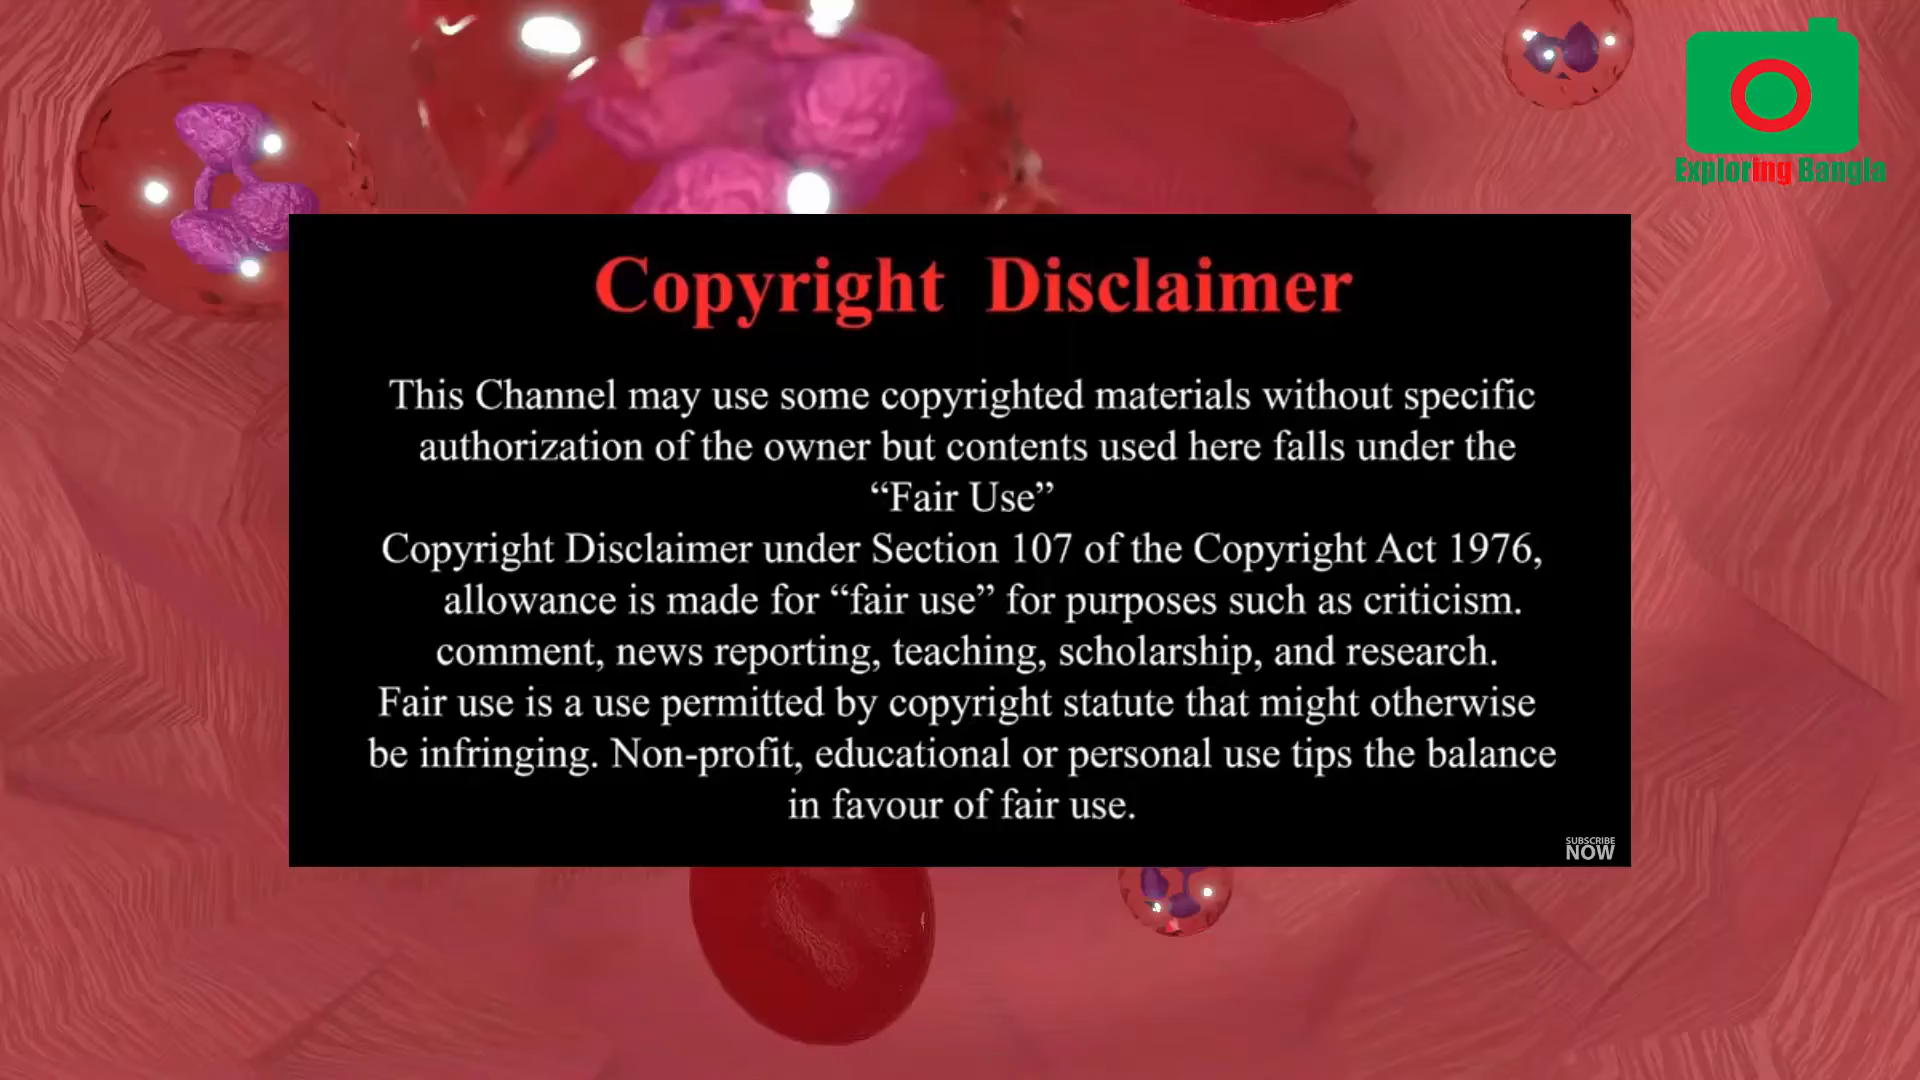 Exploring Bangla
Copyright Disclaimer
This Channel may use some copyrighted materials without specific
authorization of the owner but contents used here falls under the
“Fair Use”
Copyright Disclaimer under Section 107 of the Copyright Act 1976,
allowance is made for “fair use” for purposes such as criticism.
comment, news reporting, teaching, scholarship, and research.
Fair use is a use permitted by copyright statute that might otherwise
be infringing. Non-profit, educational or personal use tips the balance
in favour of fair use.
SUBSCRIBE
NOW